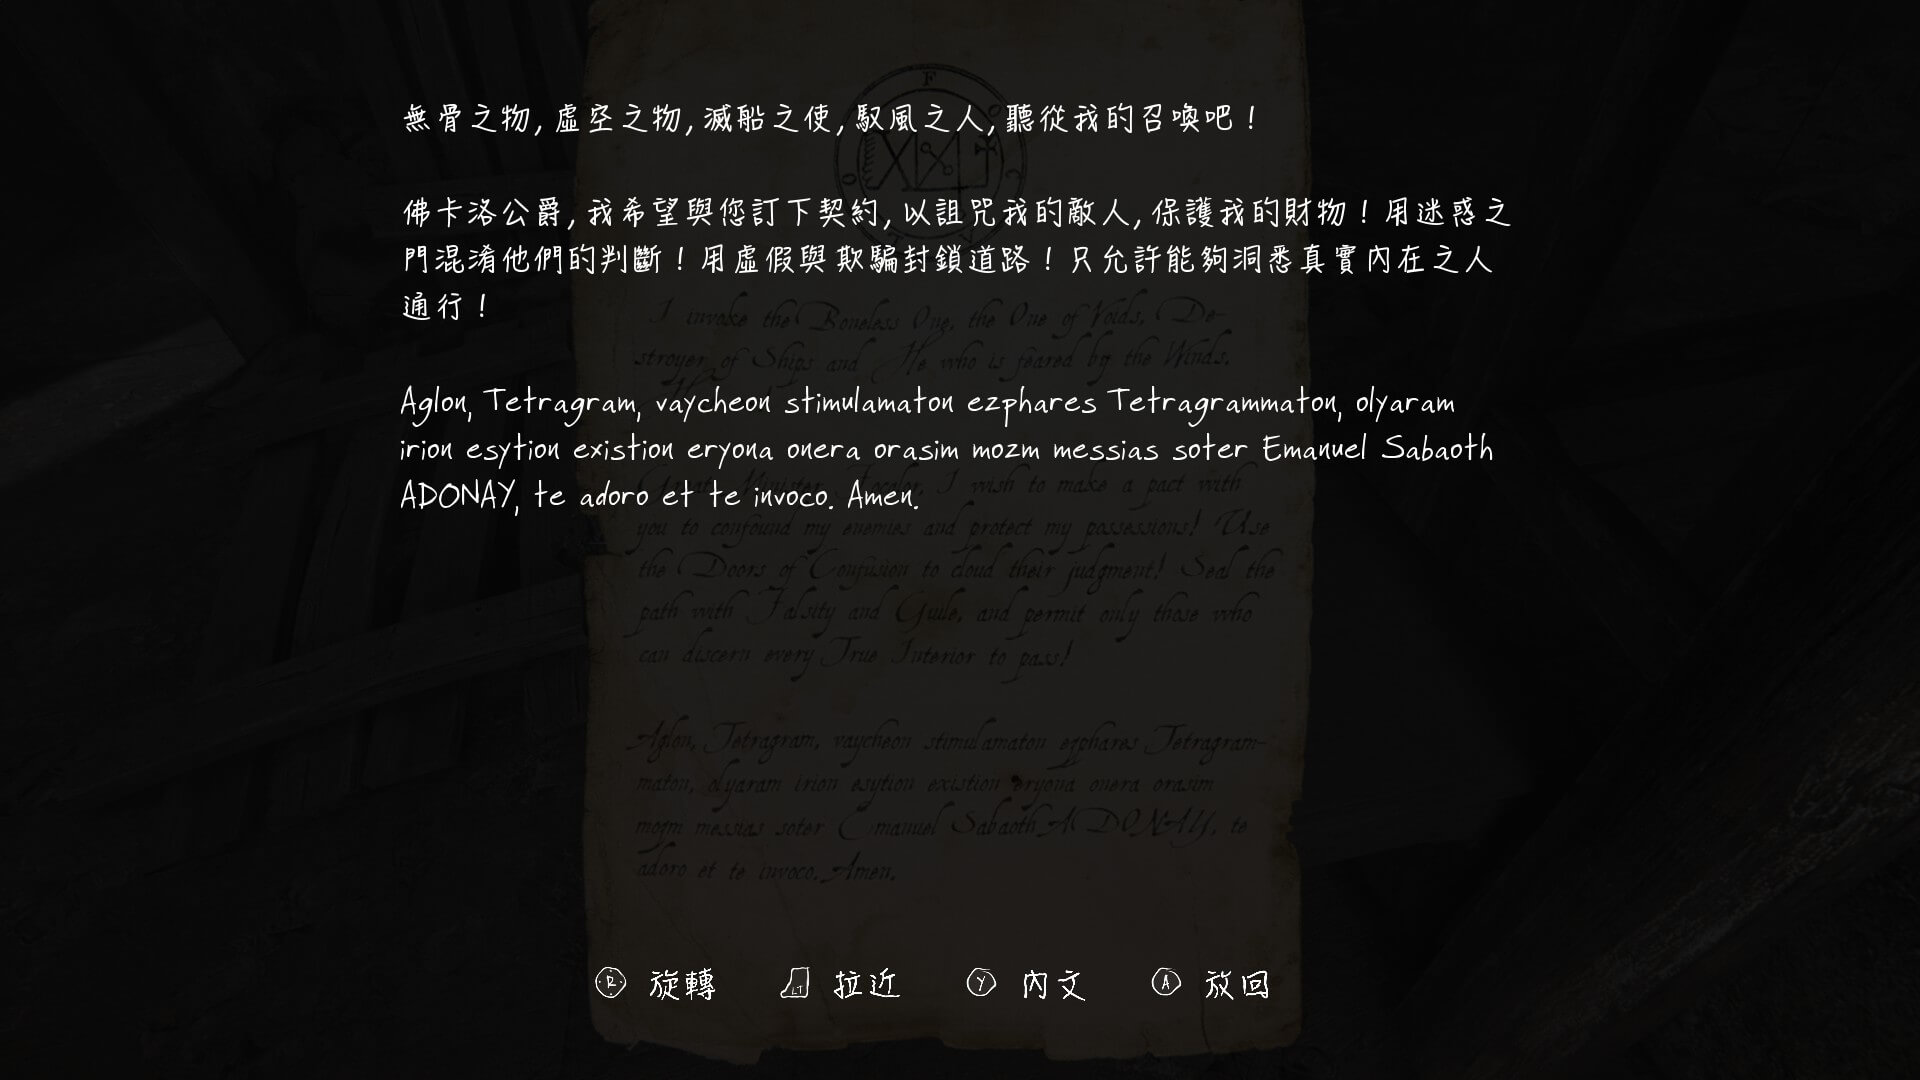 無骨之物,虛空之物,滅船之使,馭風之人,聽從我的召喚吧！
佛卡洛公爵,我希望與您訂下契約,以詛咒我的敵人,保護我的財物！用迷惑之
門混淆他們的判斷！用虛假與欺騙封鎖道路！只允許能夠洞悉真實內在之人
通行！
Aglon, Tetragram, vaycheon stimulamaton ezphares Tetragrammaton, olyaram
irion esytion existion eryona onera orasim mozm messias soter Emanuel Sabaoth
ADONAY, te adoro et te invoco. Amen.
I invoke the Boneless One, the One of Voids, De-
stroyer of Ships and He who is feared by the Winds.
Great Minister Focalor, I wish to make a pact with
you to confound my enemies and protect my possessions! Use
the Doors of Confusion to cloud their judgment! Seal the
path with Falsity and Guile, and permit only those who
can discern every True Interior to pass!
Aglon, Tetragram, vaycheon stimulamaton ezphares Tetragram-
maton, olyaram irion esytion existion eryona onera orasim
mozm messias soter Emanuel Sabaoth ADONAY, te
adoro et te invoco. Amen.
R 旋轉 LT 拉近 Y 內文 A 放回